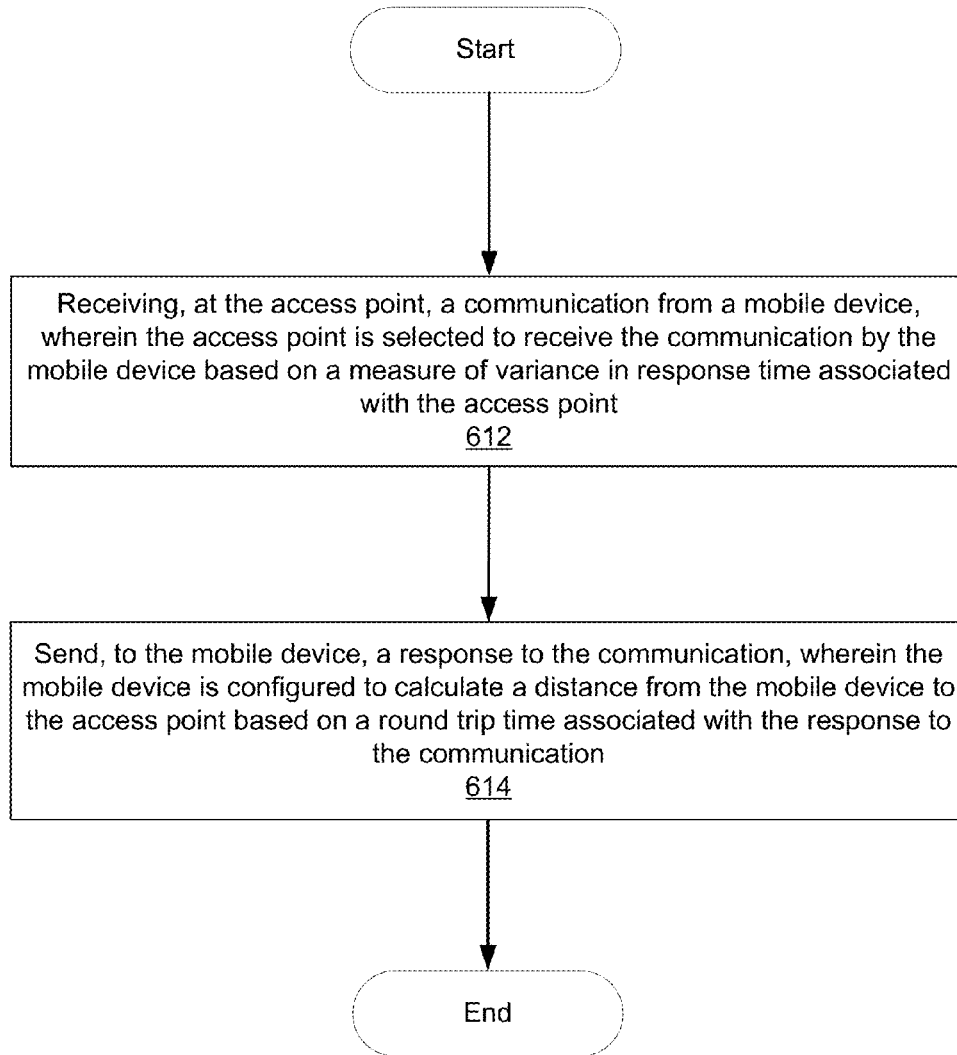 Start
Receiving, at the access point, a communication from a mobile device,
wherein the access point is selected to receive the communication by the
mobile device based on a measure of variance in response time associated
with the access point
612
Send, to the mobile device, a response to the communication, wherein the
mobile device is configured to calculate a distance from the mobile device to
the access point based on a round trip time associated with the response to
the communication
614
End